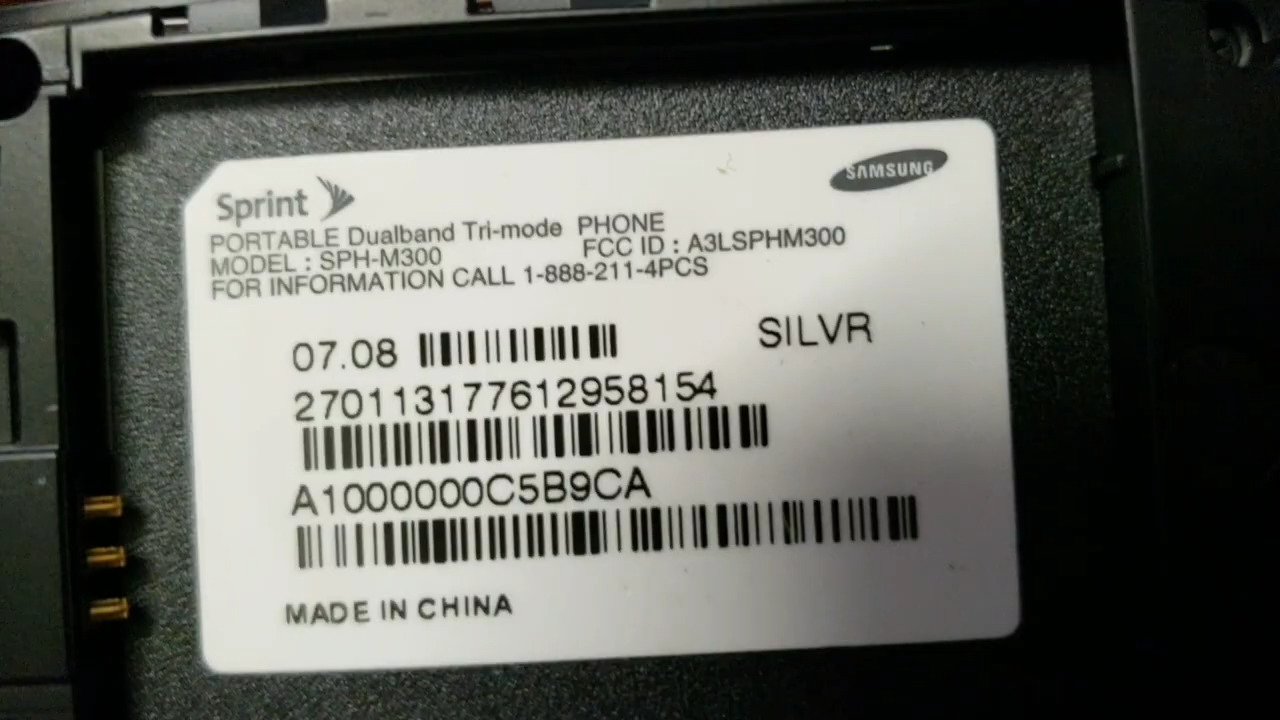 Sprint
SAMSUNG
PORTABLE Dualband Tri-mode PHONE
MODEL : SPH-M300 FCC ID : A3LSPHM300
FOR INFORMATION CALL 1-888-211-4PCS
07.08 SILVR
270113177612958154
A1000000C5B9CA
MADE IN CHINA